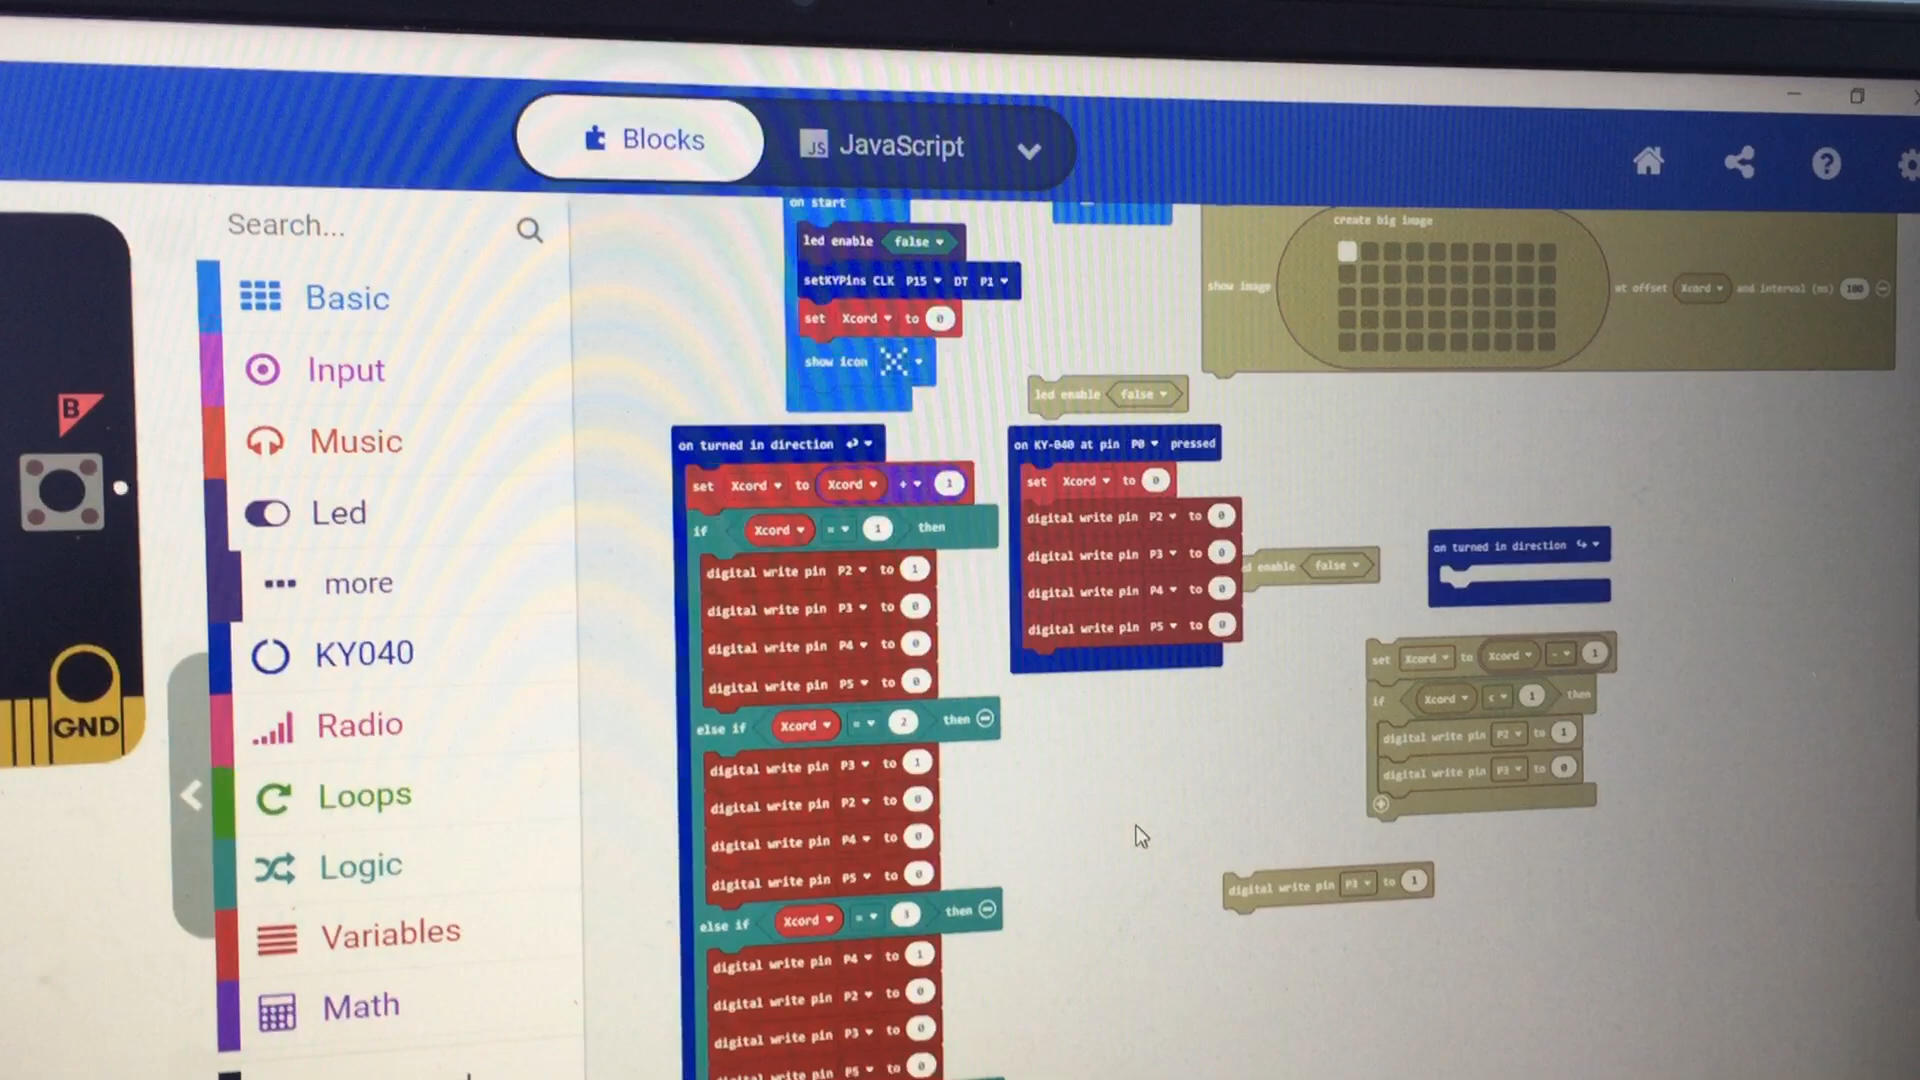 Blocks
JS JavaScript
Search...
Basic
Input
Music
Led
more
KY040
Radio
Loops
Logic
Variables
Math
B
GND
on start
led enable false
setKYPins CLK P15 DT P1
set Xcord to 0
show icon
create big image
show image
at offset Xcord and interval (ms) 100
led enable false
on turned in direction
set Xcord to Xcord + 1
if Xcord = 1 then
digital write pin P2 to 1
digital write pin P3 to 0
digital write pin P4 to 0
digital write pin P5 to 0
else if Xcord = 2 then
digital write pin P3 to 1
digital write pin P2 to 0
digital write pin P4 to 0
digital write pin P5 to 0
else if Xcord = 3 then
digital write pin P4 to 1
digital write pin P2 to 0
digital write pin P3 to 0
digital write pin P5 to 0
on KY-040 at pin P0 pressed
set Xcord to 0
digital write pin P2 to 0
digital write pin P3 to 0
digital write pin P4 to 0
digital write pin P5 to 0
d enable false
on turned in direction
set Xcord to Xcord - 1
if Xcord < 1 then
digital write pin P2 to 1
digital write pin P3 to 0
digital write pin P3 to 1